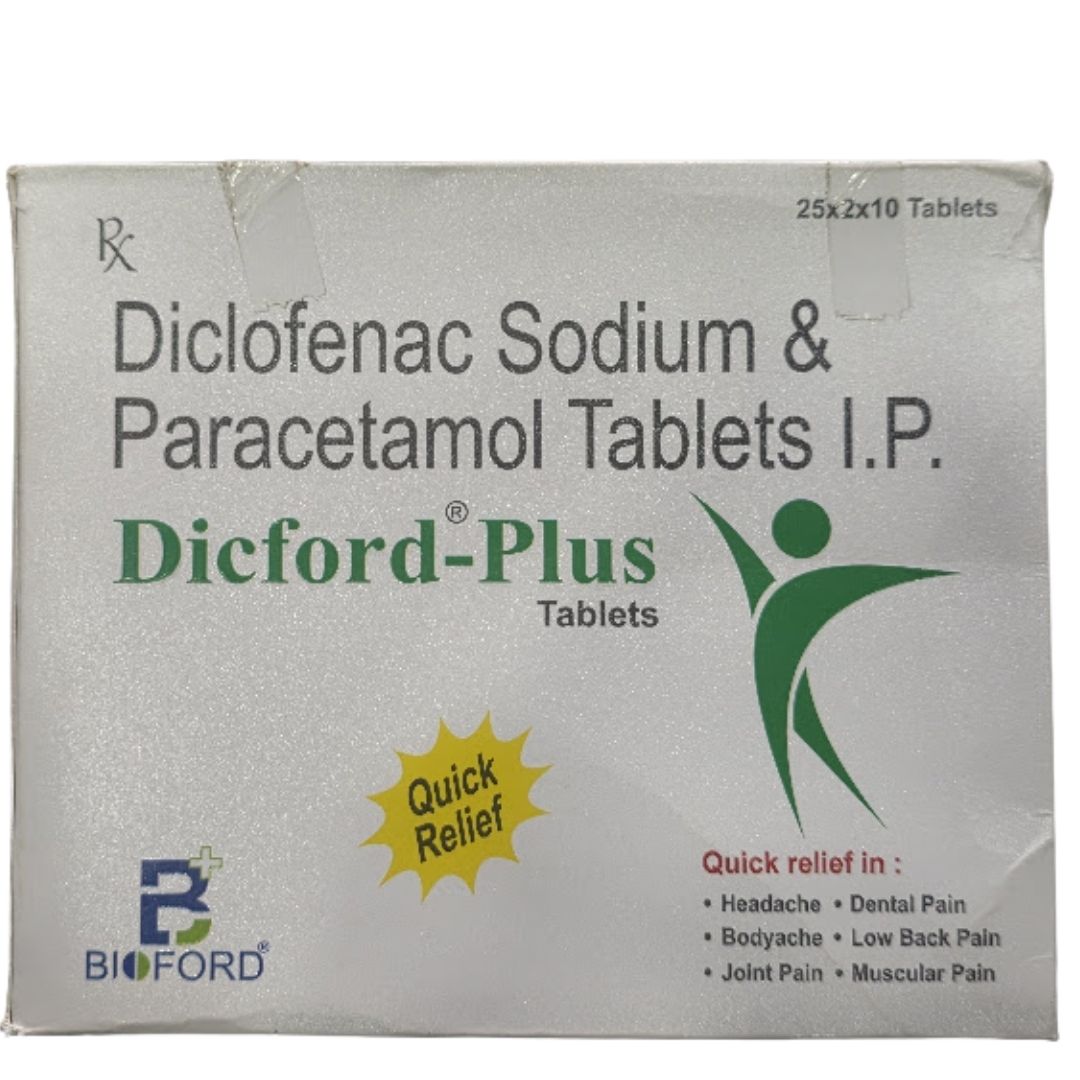 Rx
25x2x10 Tablets
Diclofenac Sodium &
Paracetamol Tablets I.P.
Dicford®-Plus
Tablets
Quick
Relief
B+
BIOFORD®
Quick relief in :
• Headache • Dental Pain
• Bodyache • Low Back Pain
• Joint Pain • Muscular Pain